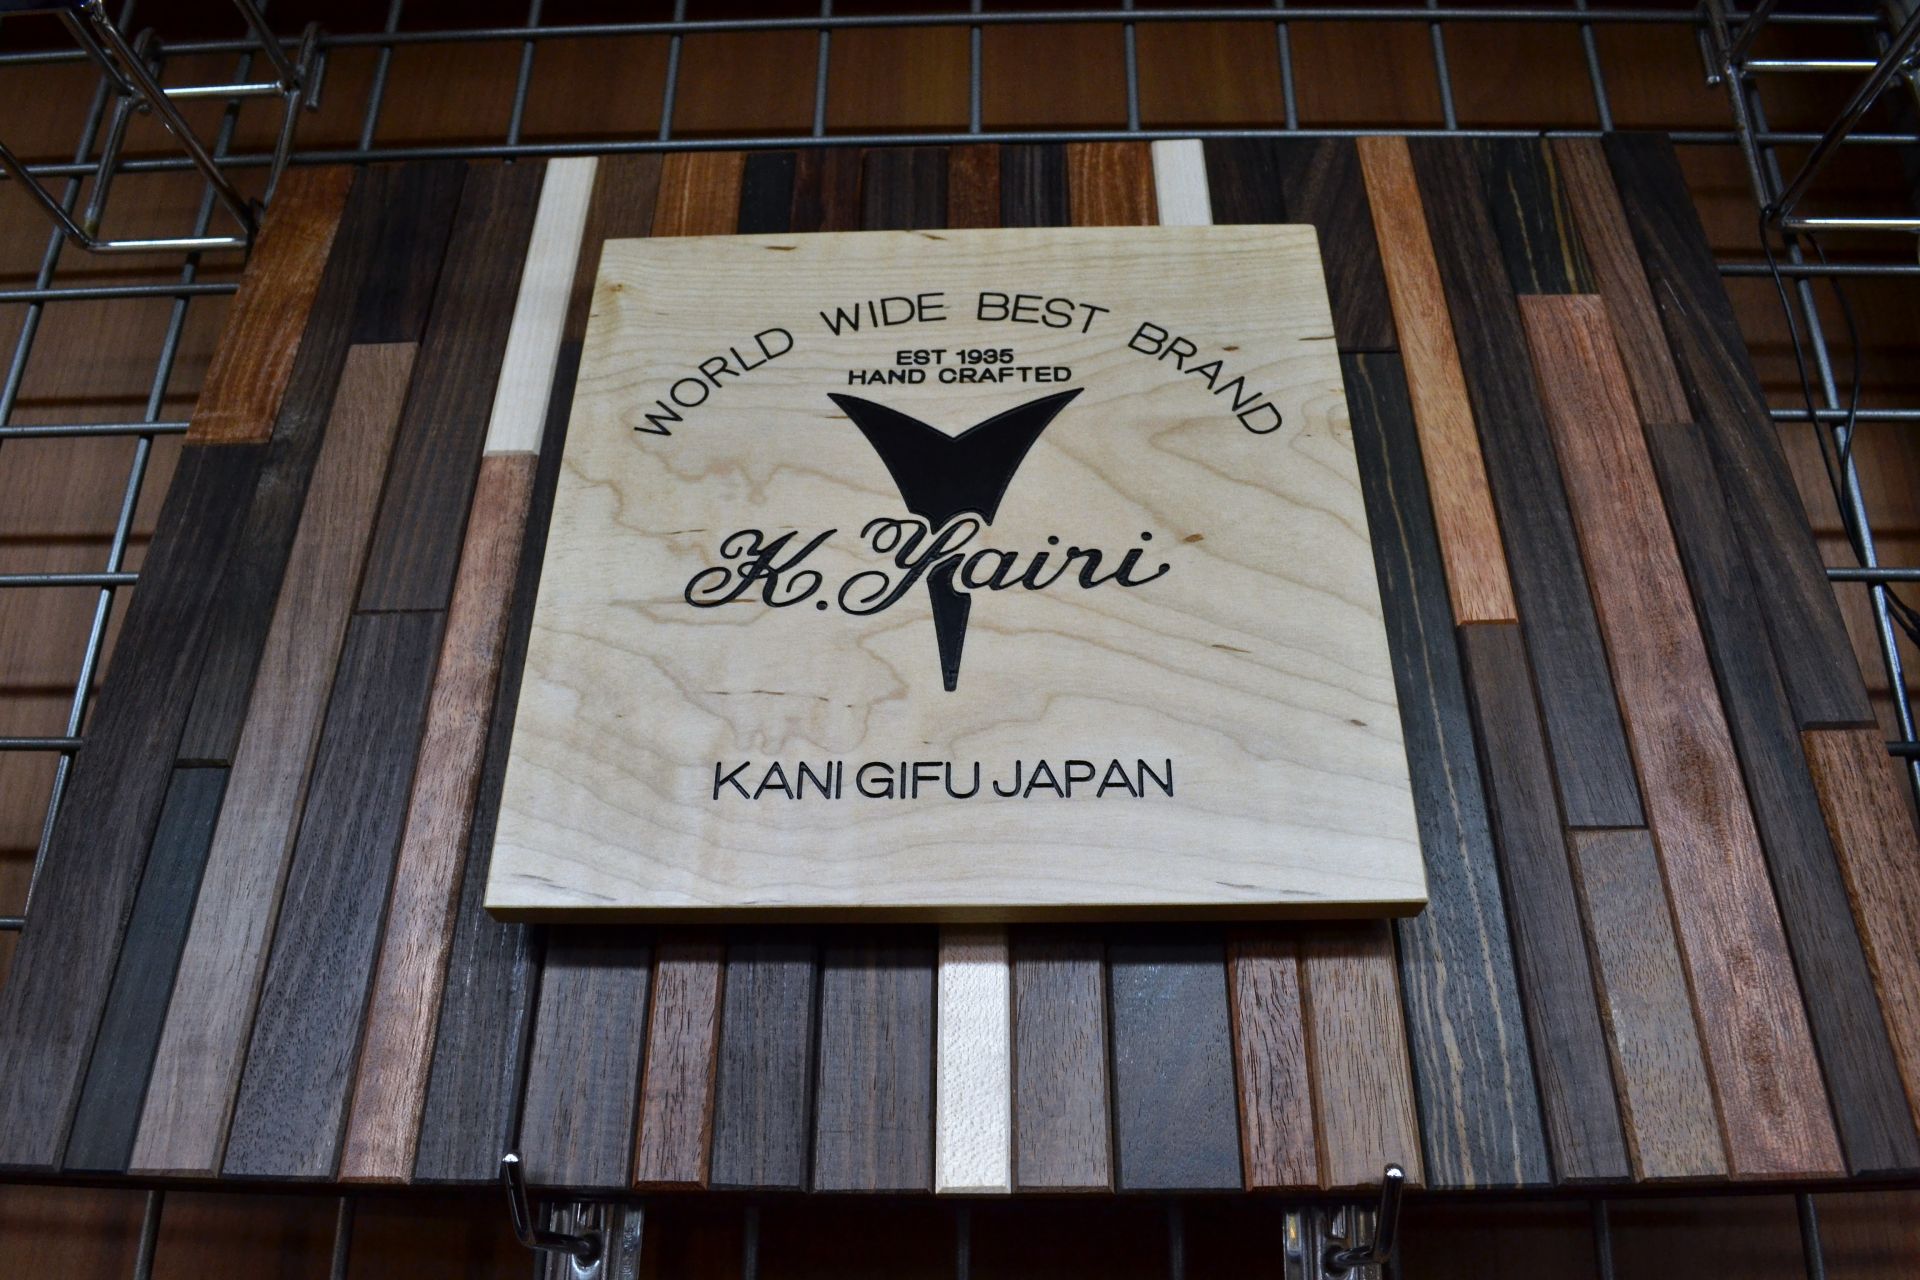 WORLD WIDE BEST BRAND
EST 1935
HAND CRAFTED
K. Yairi
KANI GIFU JAPAN